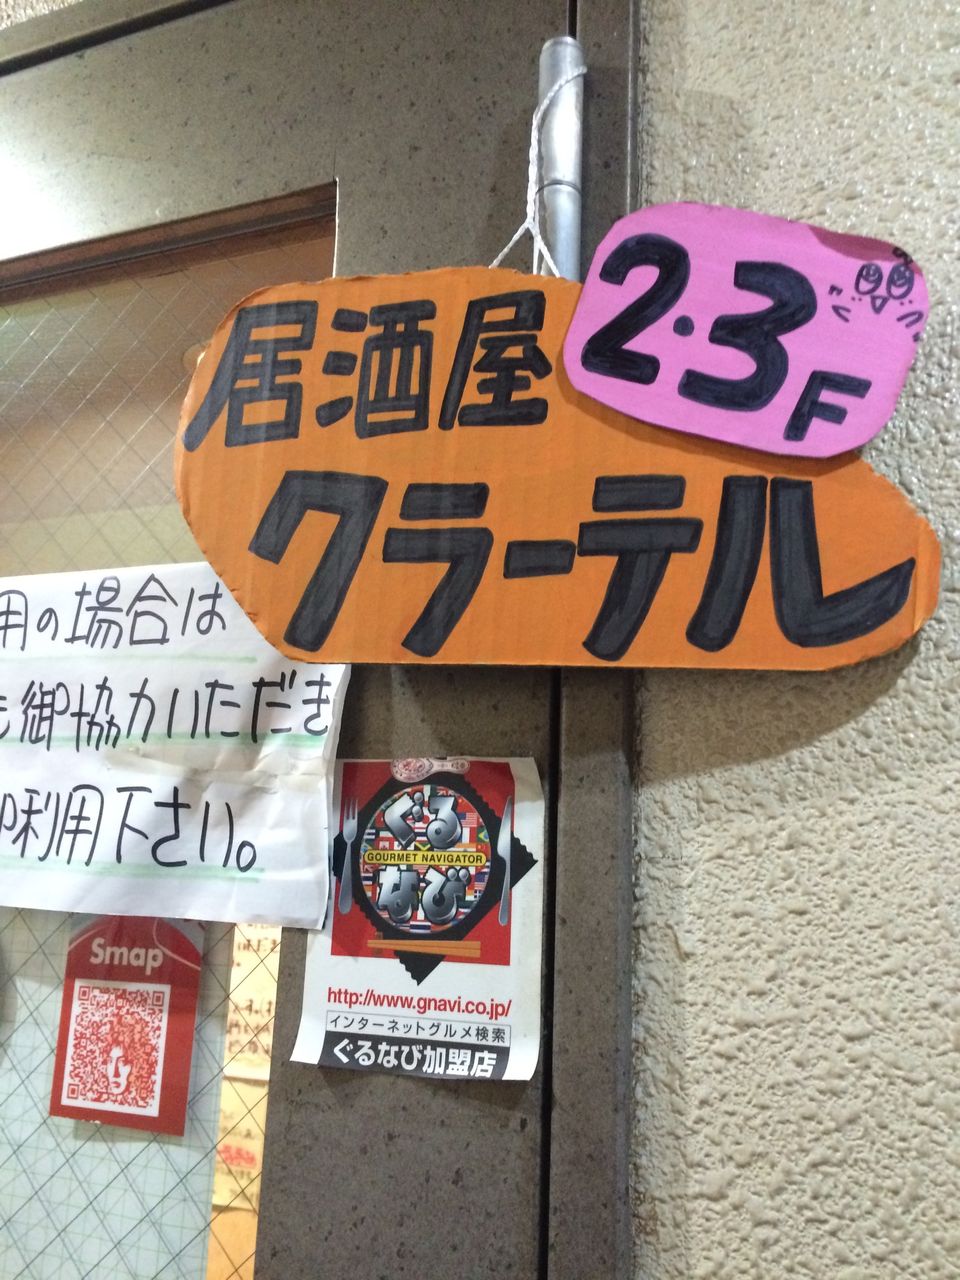 2・3F
居酒屋
クラーテル
用の場合は
も御協力いただき
御利用下さい。
ぐる
GOURMET NAVIGATOR
なび
http://www.gnavi.co.jp/
インターネットグルメ検索
ぐるなび加盟店
Smap